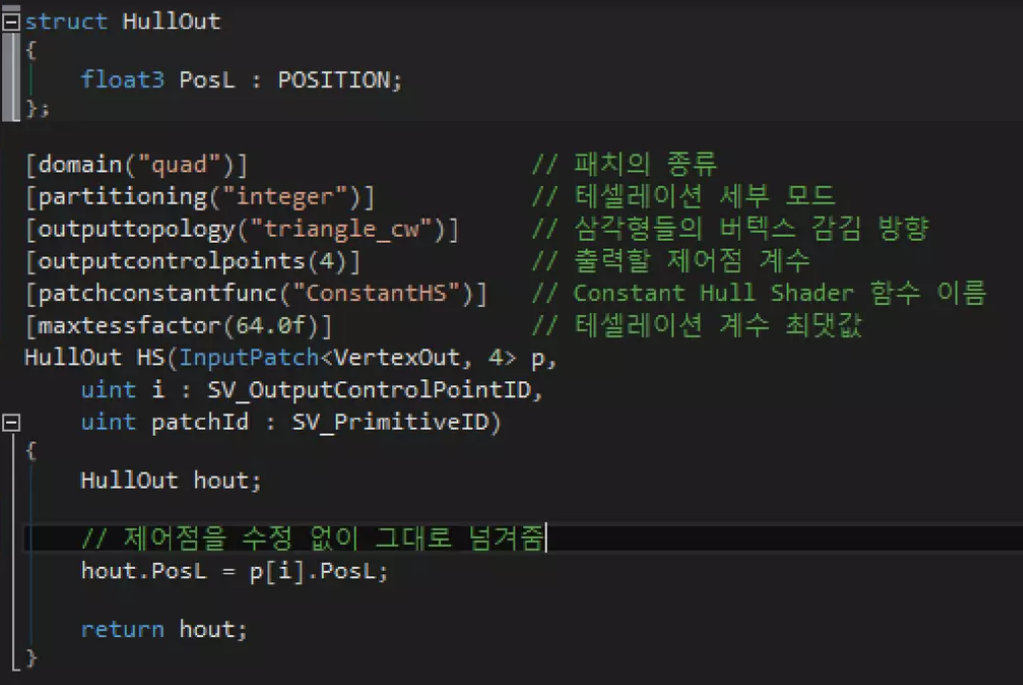 struct HullOut
{
    float3 PosL : POSITION;
};
[domain("quad")]                    // 패치의 종류
[partitioning("integer")]           // 테셀레이션 세부 모드
[outputtopology("triangle_cw")]     // 삼각형들의 버텍스 감김 방향
[outputcontrolpoints(4)]            // 출력할 제어점 계수
[patchconstantfunc("ConstantHS")]   // Constant Hull Shader 함수 이름
[maxtessfactor(64.0f)]              // 테셀레이션 계수 최댓값
HullOut HS(InputPatch<VertexOut, 4> p,
    uint i : SV_OutputControlPointID,
    uint patchId : SV_PrimitiveID)
{
    HullOut hout;
    // 제어점을 수정 없이 그대로 넘겨줌
    hout.PosL = p[i].PosL;
    return hout;
}